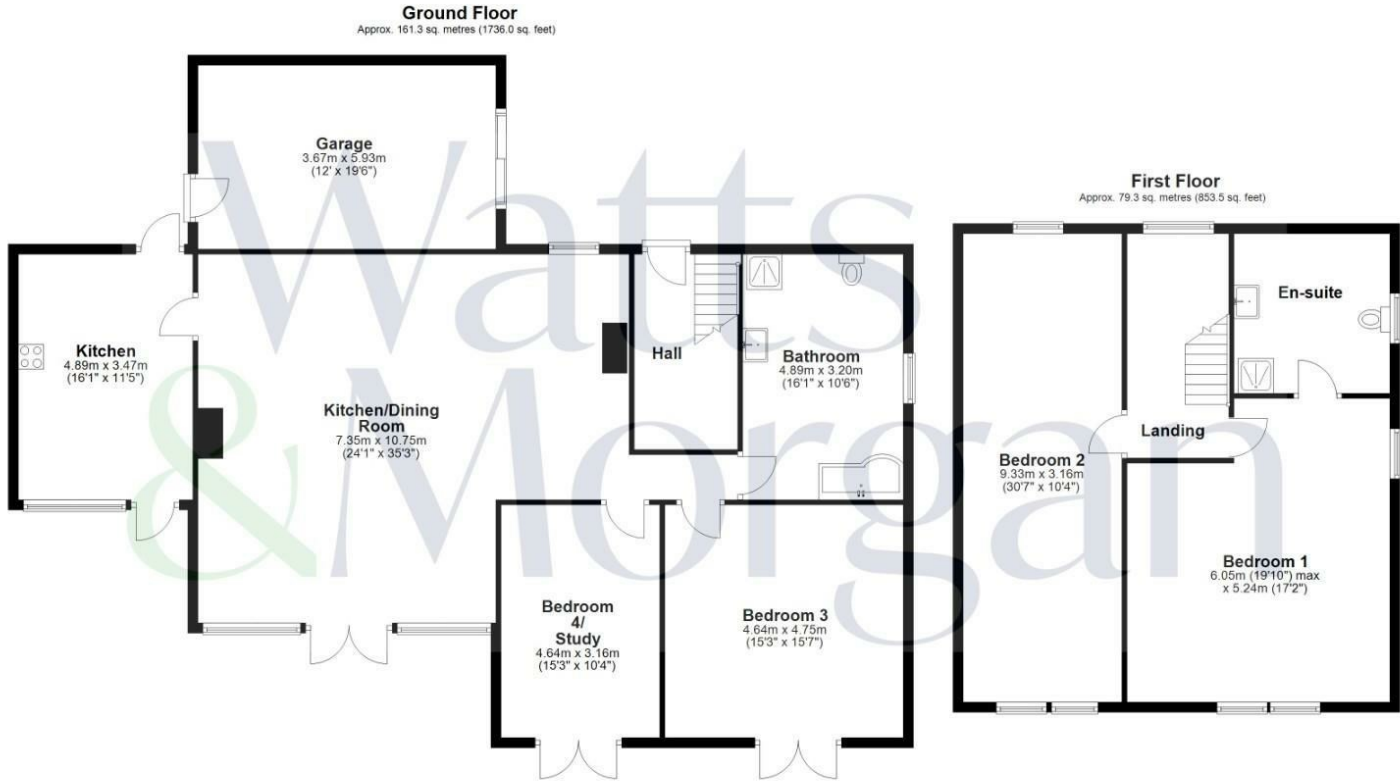 Ground Floor
Approx. 161.3 sq. metres (1736.0 sq. feet)
Garage
3.67m x 5.93m
(12' x 19'6")
First Floor
Approx. 79.3 sq. metres (853.5 sq. feet)
Watts
& Morgan
Kitchen
4.89m x 3.47m
(16'1" x 11'5")
Kitchen/Dining
Room
7.35m x 10.75m
(24'1" x 35'3")
Hall
Bathroom
4.89m x 3.20m
(16'1" x 10'6")
Bedroom
4/
Study
4.64m x 3.16m
(15'3" x 10'4")
Bedroom 3
4.64m x 4.75m
(15'3" x 15'7")
En-suite
Landing
Bedroom 2
9.33m x 3.16m
(30'7" x 10'4")
Bedroom 1
6.05m (19'10") max
x 5.24m (17'2")